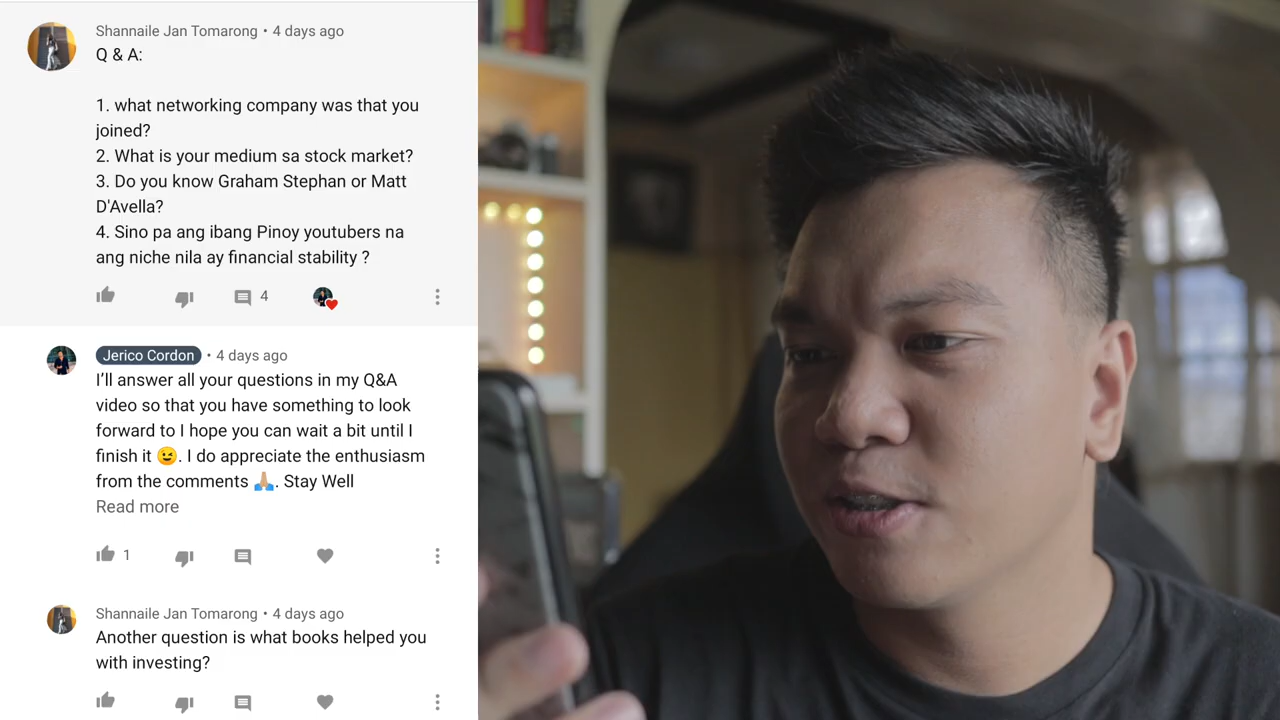 Shannaile Jan Tomarong • 4 days ago
Q & A:
1. what networking company was that you
joined?
2. What is your medium sa stock market?
3. Do you know Graham Stephan or Matt
D'Avella?
4. Sino pa ang ibang Pinoy youtubers na
ang niche nila ay financial stability ?
4
Jerico Cordon • 4 days ago
I’ll answer all your questions in my Q&A
video so that you have something to look
forward to I hope you can wait a bit until I
finish it 😉. I do appreciate the enthusiasm
from the comments 🙏🏼. Stay Well
Read more
1
Shannaile Jan Tomarong • 4 days ago
Another question is what books helped you
with investing?